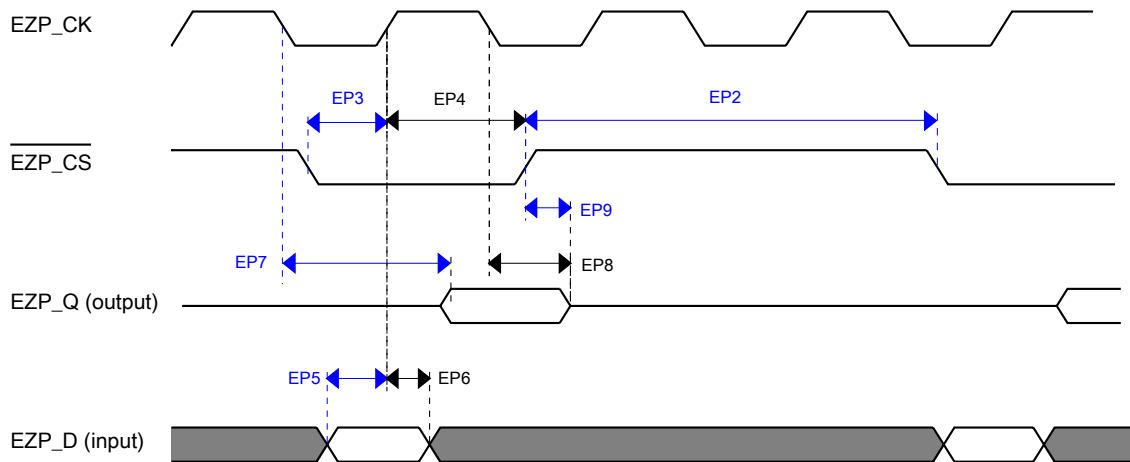 EZP_CK
EP3
EP4
EP2
EZP_CS
EP9
EP7
EP8
EZP_Q (output)
EP5
EP6
EZP_D (input)